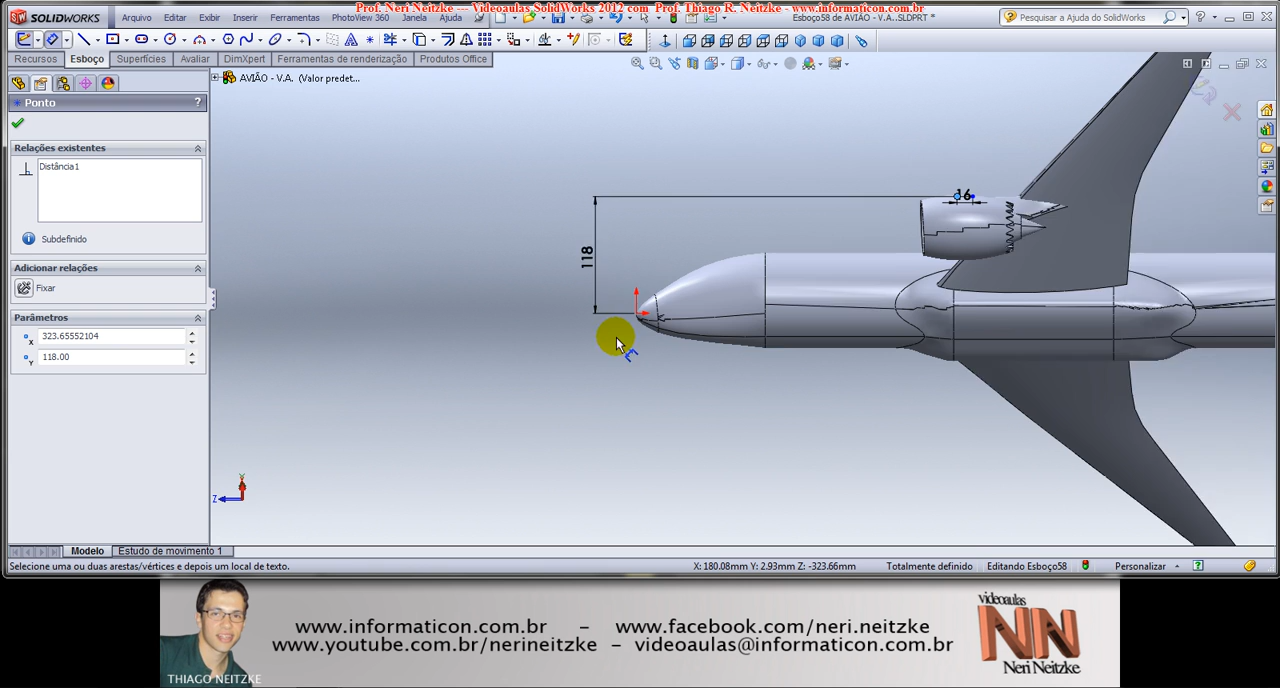 Prof. Neri Neitzke --- Videoaulas SolidWorks 2012 com Prof. Thiago R. Neitzke - www.informaticon.com.br
SOLIDWORKS
Arquivo Editar Exibir Inserir Ferramentas PhotoView 360 Janela Ajuda
Esboço58 de AVIÃO - V.A..SLDPRT *
Pesquisar a Ajuda do SolidWorks
Recursos Esboço Superfícies Avaliar DimXpert Ferramentas de renderização Produtos Office
AVIÃO - V.A. (Valor predet...
Ponto ?
Relações existentes
Distância1
Subdefinido
Adicionar relações
Fixar
Parâmetros
X 323.65552104
Y 118.00
16
118
Y
Z
Modelo Estudo de movimento 1
Selecione uma ou duas arestas/vértices e depois um local de texto.
X: 180.08mm Y: 2.93mm Z: -323.66mm
Totalmente definido
Editando Esboço58
Personalizar
www.informaticon.com.br - www.facebook.com/neri.neitzke
www.youtube.com.br/nerineitzke - videoaulas@informaticon.com.br
THIAGO NEITZKE
videoaulas
NN
Neri Neitzke